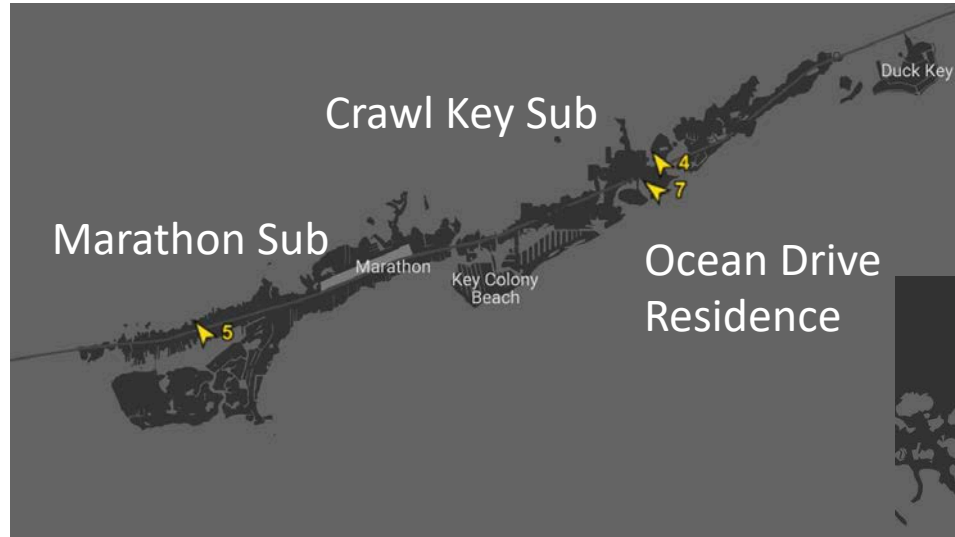 Duck Key
Crawl Key Sub
4
7
Marathon Sub
Marathon
Key Colony
Beach
Ocean Drive
Residence
5